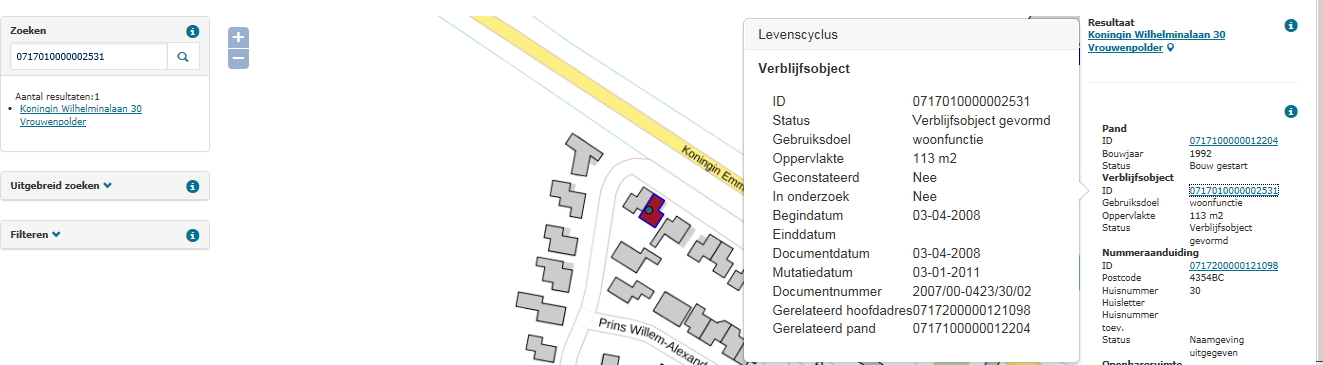 Zoeken
0717010000002531
Aantal resultaten:1
Koningin Wilhelminalaan 30
Vrouwenpolder
Uitgebreid zoeken
Filteren
+
−
Koningin Emm
Prins Willem-Alexand
Levenscyclus
Verblijfsobject
ID 0717010000002531
Status Verblijfsobject gevormd
Gebruiksdoel woonfunctie
Oppervlakte 113 m2
Geconstateerd Nee
In onderzoek Nee
Begindatum 03-04-2008
Einddatum
Documentdatum 03-04-2008
Mutatiedatum 03-01-2011
Documentnummer 2007/00-0423/30/02
Gerelateerd hoofdadres0717200000121098
Gerelateerd pand 0717100000012204
Resultaat
Koningin Wilhelminalaan 30
Vrouwenpolder
Pand
ID 0717100000012204
Bouwjaar 1992
Status Bouw gestart
Verblijfsobject
ID 0717010000002531
Gebruiksdoel woonfunctie
Oppervlakte 113 m2
Status Verblijfsobject
gevormd
Nummeraanduiding
ID 0717200000121098
Postcode 4354BC
Huisnummer 30
Huisletter
Huisnummer
toev.
Status Naamgeving
uitgegeven
Openbareruimte